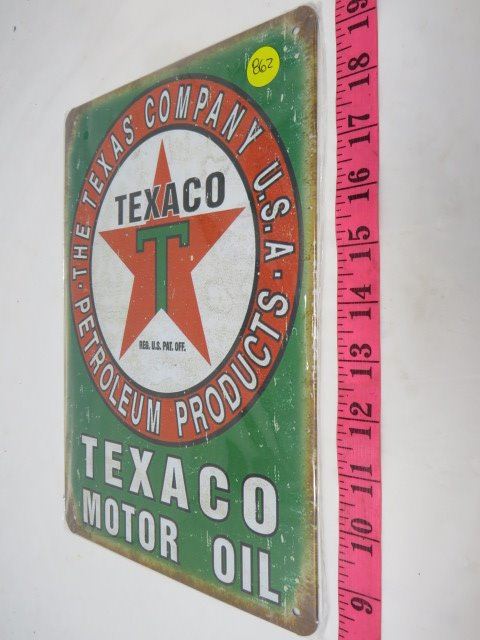 862
· THE TEXAS COMPANY U.S.A ·
TEXACO
T
REG. U.S. PAT. OFF.
PETROLEUM PRODUCTS
TEXACO
MOTOR OIL
19
18
17
16
15
14
13
12
11
10
9